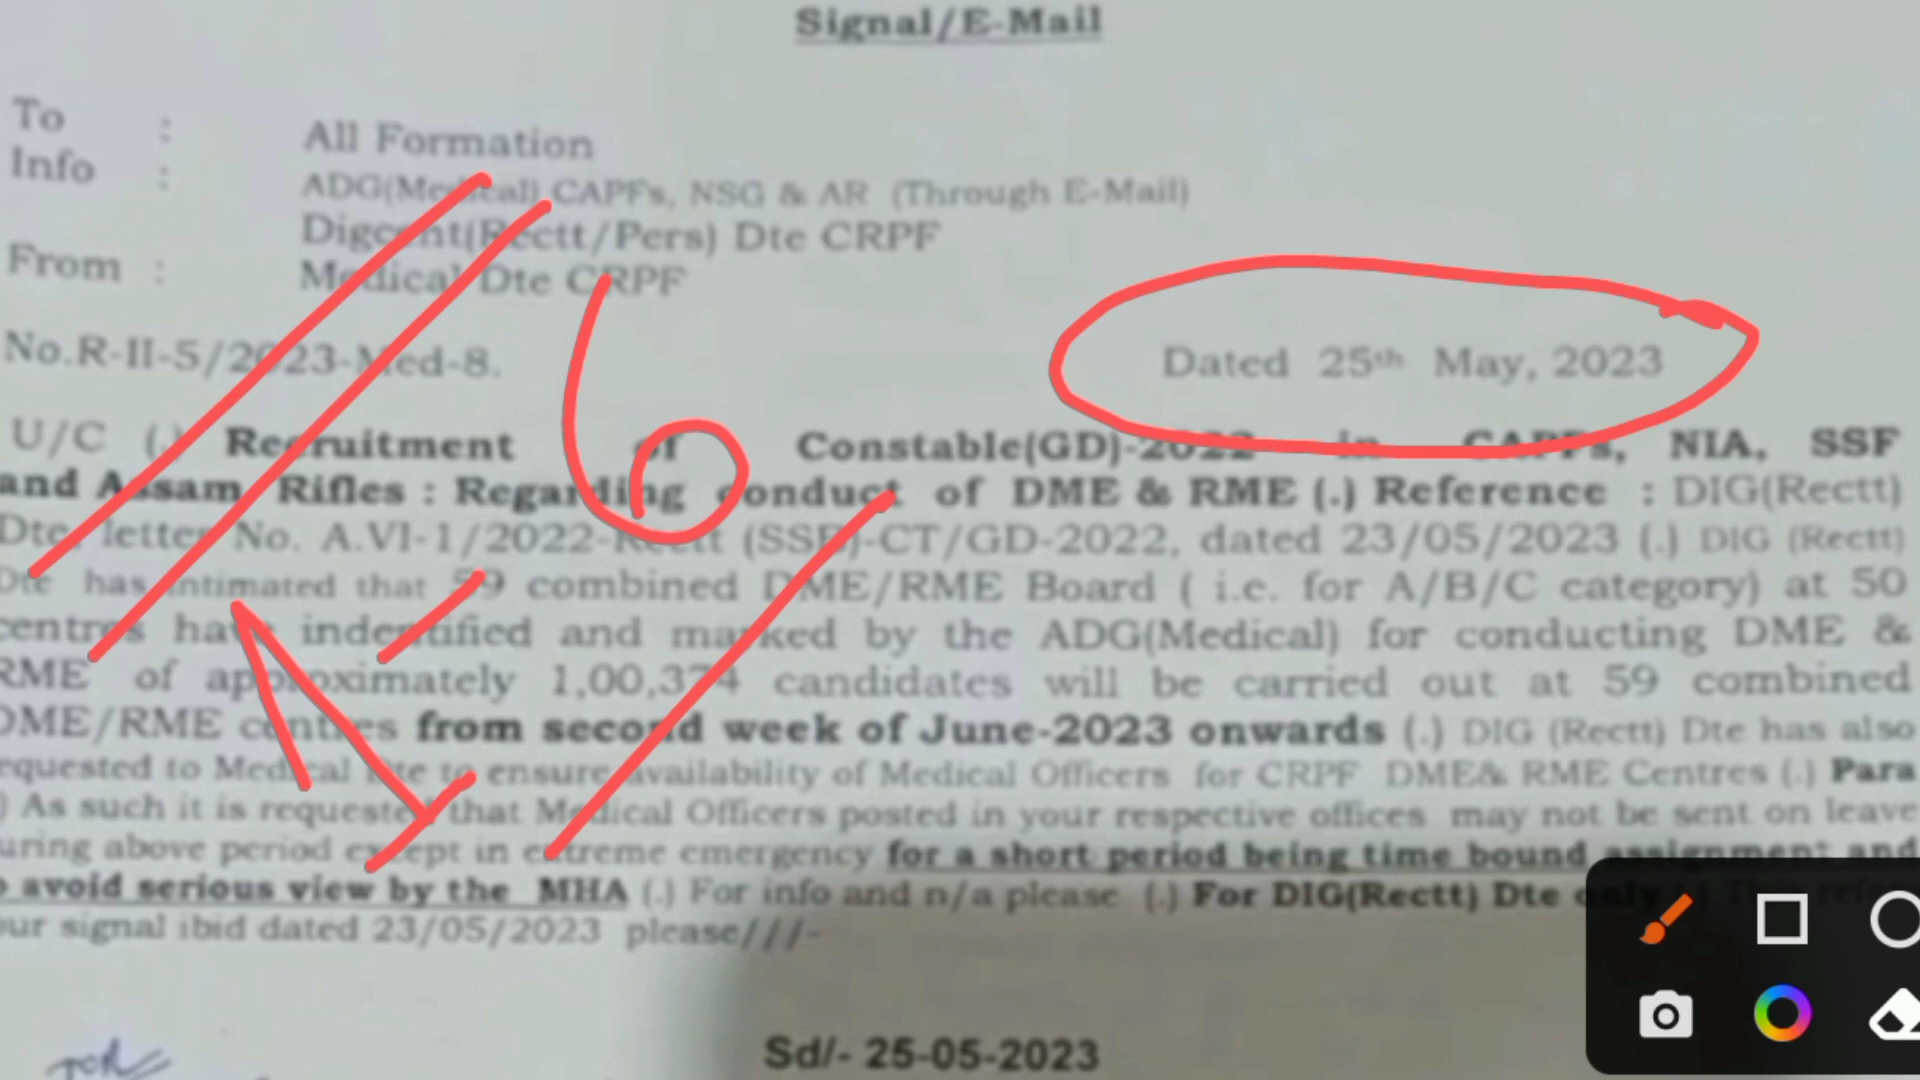 Signal/E-Mail
To : All Formation
Info : ADG(Medical) CAPFs, NSG & AR (Through E-Mail)
Digcent(Rectt/Pers) Dte CRPF
From : Medical Dte CRPF
No.R-II-5/2023-Med-8. Dated 25th May, 2023
U/C (.) Recruitment of Constable(GD)-2022 in CAPFs, NIA, SSF
and Assam Rifles : Regarding conduct of DME & RME (.) Reference : DIG(Rectt)
Dte, letter No. A.VI-1/2022-Rectt (SSB)-CT/GD-2022, dated 23/05/2023 (.) DIG (Rectt)
Dte has intimated that 59 combined DME/RME Board ( i.e. for A/B/C category) at 50
centres have indentified and marked by the ADG(Medical) for conducting DME &
RME of approximately 1,00,374 candidates will be carried out at 59 combined
DME/RME centres from second week of June-2023 onwards (.) DIG (Rectt) Dte has also
equested to Medical Dte to ensure availability of Medical Officers for CRPF DME& RME Centres (.) Para
) As such it is requested that Medical Officers posted in your respective offices may not be sent on leave
uring above period except in extreme emergency for a short period being time bound assignment and
o avoid serious view by the MHA (.) For info and n/a please (.) For DIG(Rectt) Dte only
our signal ibid dated 23/05/2023 please///-
Sd/- 25-05-2023